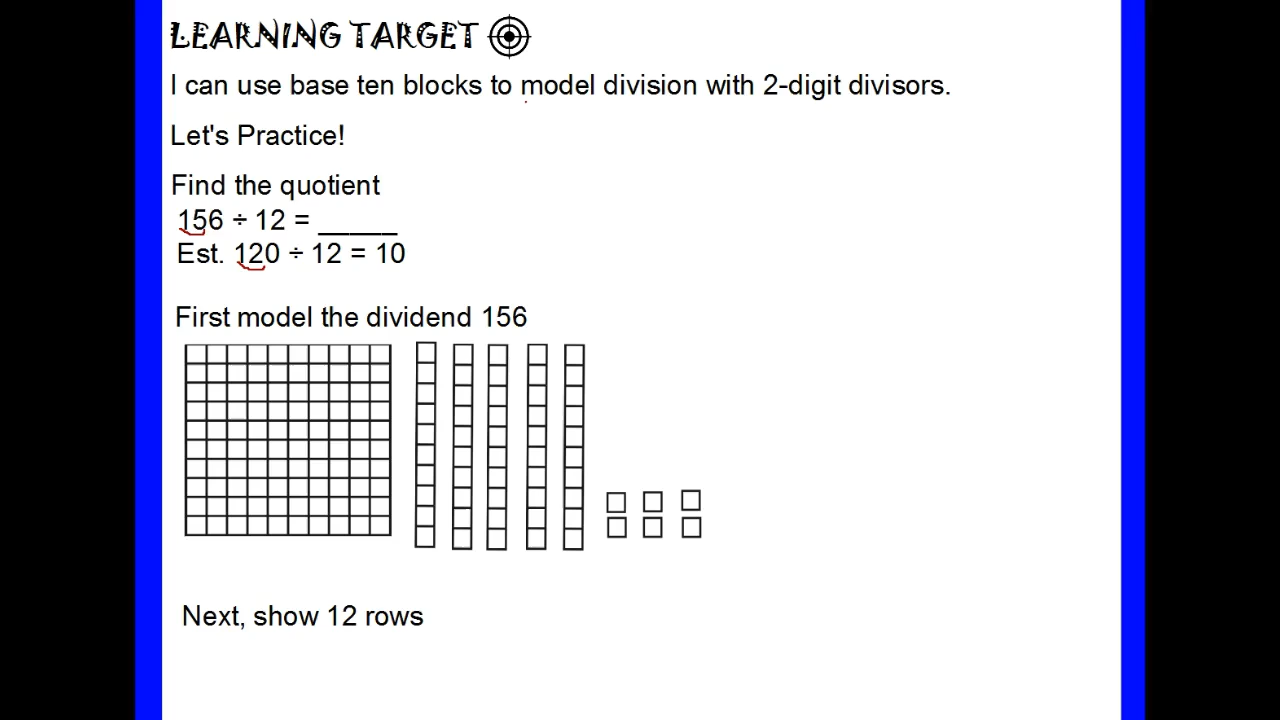 LEARNING TARGET
I can use base ten blocks to model division with 2-digit divisors.
Let's Practice!
Find the quotient
156 ÷ 12 = _____
Est. 120 ÷ 12 = 10
First model the dividend 156
Next, show 12 rows